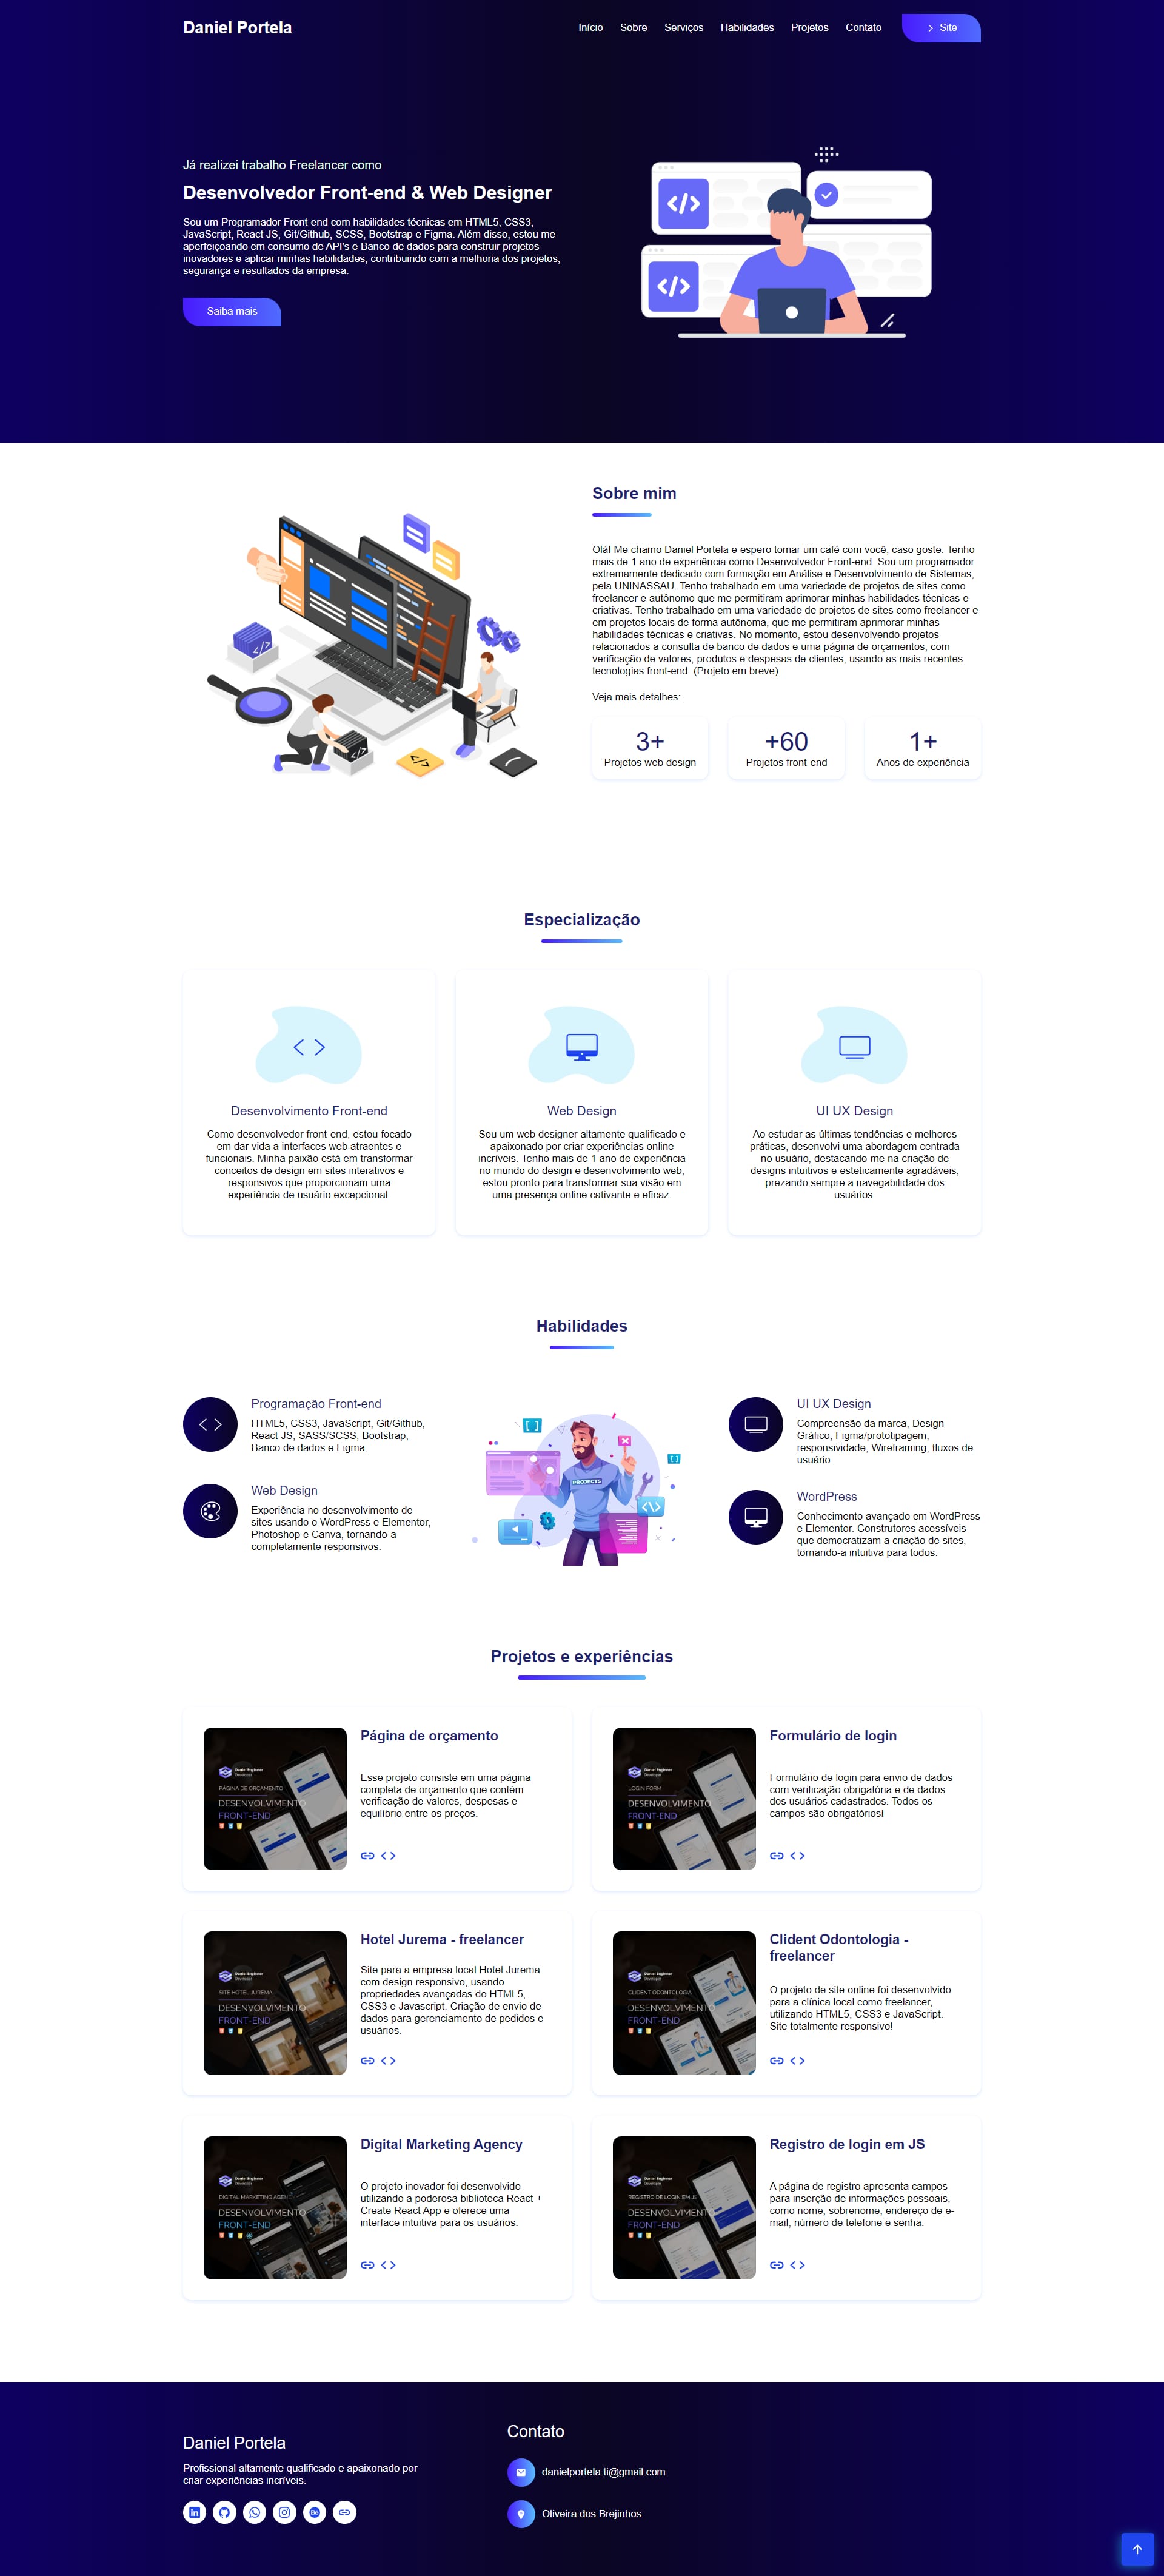 Daniel Portela
Início
Sobre
Serviços
Habilidades
Projetos
Contato
Site
Já realizei trabalho Freelancer como
Desenvolvedor Front-end & Web Designer
Sou um Programador Front-end com habilidades técnicas em HTML5, CSS3,
JavaScript, React JS, Git/Github, SCSS, Bootstrap e Figma. Além disso, estou me
aperfeiçoando em consumo de API's e Banco de dados para construir projetos
inovadores e aplicar minhas habilidades, contribuindo com a melhoria dos projetos,
segurança e resultados da empresa.
Saiba mais
Sobre mim
Olá! Me chamo Daniel Portela e espero tomar um café com você, caso goste. Tenho
mais de 1 ano de experiência como Desenvolvedor Front-end. Sou um programador
extremamente dedicado com formação em Análise e Desenvolvimento de Sistemas,
pela UNINASSAU. Tenho trabalhado em uma variedade de projetos de sites como
freelancer e autônomo que me permitiram aprimorar minhas habilidades técnicas e
criativas. Tenho trabalhado em uma variedade de projetos de sites como freelancer e
em projetos locais de forma autônoma, que me permitiram aprimorar minhas
habilidades técnicas e criativas. No momento, estou desenvolvendo projetos
relacionados a consulta de banco de dados e uma página de orçamentos, com
verificação de valores, produtos e despesas de clientes, usando as mais recentes
tecnologias front-end. (Projeto em breve)
Veja mais detalhes:
3+
Projetos web design
+60
Projetos front-end
1+
Anos de experiência
Especialização
Desenvolvimento Front-end
Como desenvolvedor front-end, estou focado
em dar vida a interfaces web atraentes e
funcionais. Minha paixão está em transformar
conceitos de design em sites interativos e
responsivos que proporcionam uma
experiência de usuário excepcional.
Web Design
Sou um web designer altamente qualificado e
apaixonado por criar experiências online
incríveis. Tenho mais de 1 ano de experiência
no mundo do design e desenvolvimento web,
estou pronto para transformar sua visão em
uma presença online cativante e eficaz.
UI UX Design
Ao estudar as últimas tendências e melhores
práticas, desenvolvi uma abordagem centrada
no usuário, destacando-me na criação de
designs intuitivos e esteticamente agradáveis,
prezando sempre a navegabilidade dos
usuários.
Habilidades
Programação Front-end
HTML5, CSS3, JavaScript, Git/Github,
React JS, SASS/SCSS, Bootstrap,
Banco de dados e Figma.
Web Design
Experiência no desenvolvimento de
sites usando o WordPress e Elementor,
Photoshop e Canva, tornando-a
completamente responsivos.
PROJECTS
UI UX Design
Compreensão da marca, Design
Gráfico, Figma/prototipagem,
responsividade, Wireframing, fluxos de
usuário.
WordPress
Conhecimento avançado em WordPress
e Elementor. Construtores acessíveis
que democratizam a criação de sites,
tornando-a intuitiva para todos.
Projetos e experiências
Daniel Enginner
Developer
PÁGINA DE ORÇAMENTO
DESENVOLVIMENTO
FRONT-END
Página de orçamento
Esse projeto consiste em uma página
completa de orçamento que contém
verificação de valores, despesas e
equilíbrio entre os preços.
Daniel Enginner
Developer
LOGIN FORM
DESENVOLVIMENTO
FRONT-END
Formulário de login
Formulário de login para envio de dados
com verificação obrigatória e de dados
dos usuários cadastrados. Todos os
campos são obrigatórios!
Daniel Enginner
Developer
SITE HOTEL JUREMA
DESENVOLVIMENTO
FRONT-END
Hotel Jurema - freelancer
Site para a empresa local Hotel Jurema
com design responsivo, usando
propriedades avançadas do HTML5,
CSS3 e Javascript. Criação de envio de
dados para gerenciamento de pedidos e
usuários.
Daniel Enginner
Developer
CLIDENT ODONTOLOGIA
DESENVOLVIMENTO
FRONT-END
Clident Odontologia -
freelancer
O projeto de site online foi desenvolvido
para a clínica local como freelancer,
utilizando HTML5, CSS3 e JavaScript.
Site totalmente responsivo!
Daniel Enginner
Developer
DIGITAL MARKETING AGENCY
DESENVOLVIMENTO
FRONT-END
Digital Marketing Agency
O projeto inovador foi desenvolvido
utilizando a poderosa biblioteca React +
Create React App e oferece uma
interface intuitiva para os usuários.
Daniel Enginner
Developer
REGISTRO DE LOGIN EM JS
DESENVOLVIMENTO
FRONT-END
Registro de login em JS
A página de registro apresenta campos
para inserção de informações pessoais,
como nome, sobrenome, endereço de e-
mail, número de telefone e senha.
Daniel Portela
Profissional altamente qualificado e apaixonado por
criar experiências incríveis.
Contato
danielportela.ti@gmail.com
Oliveira dos Brejinhos